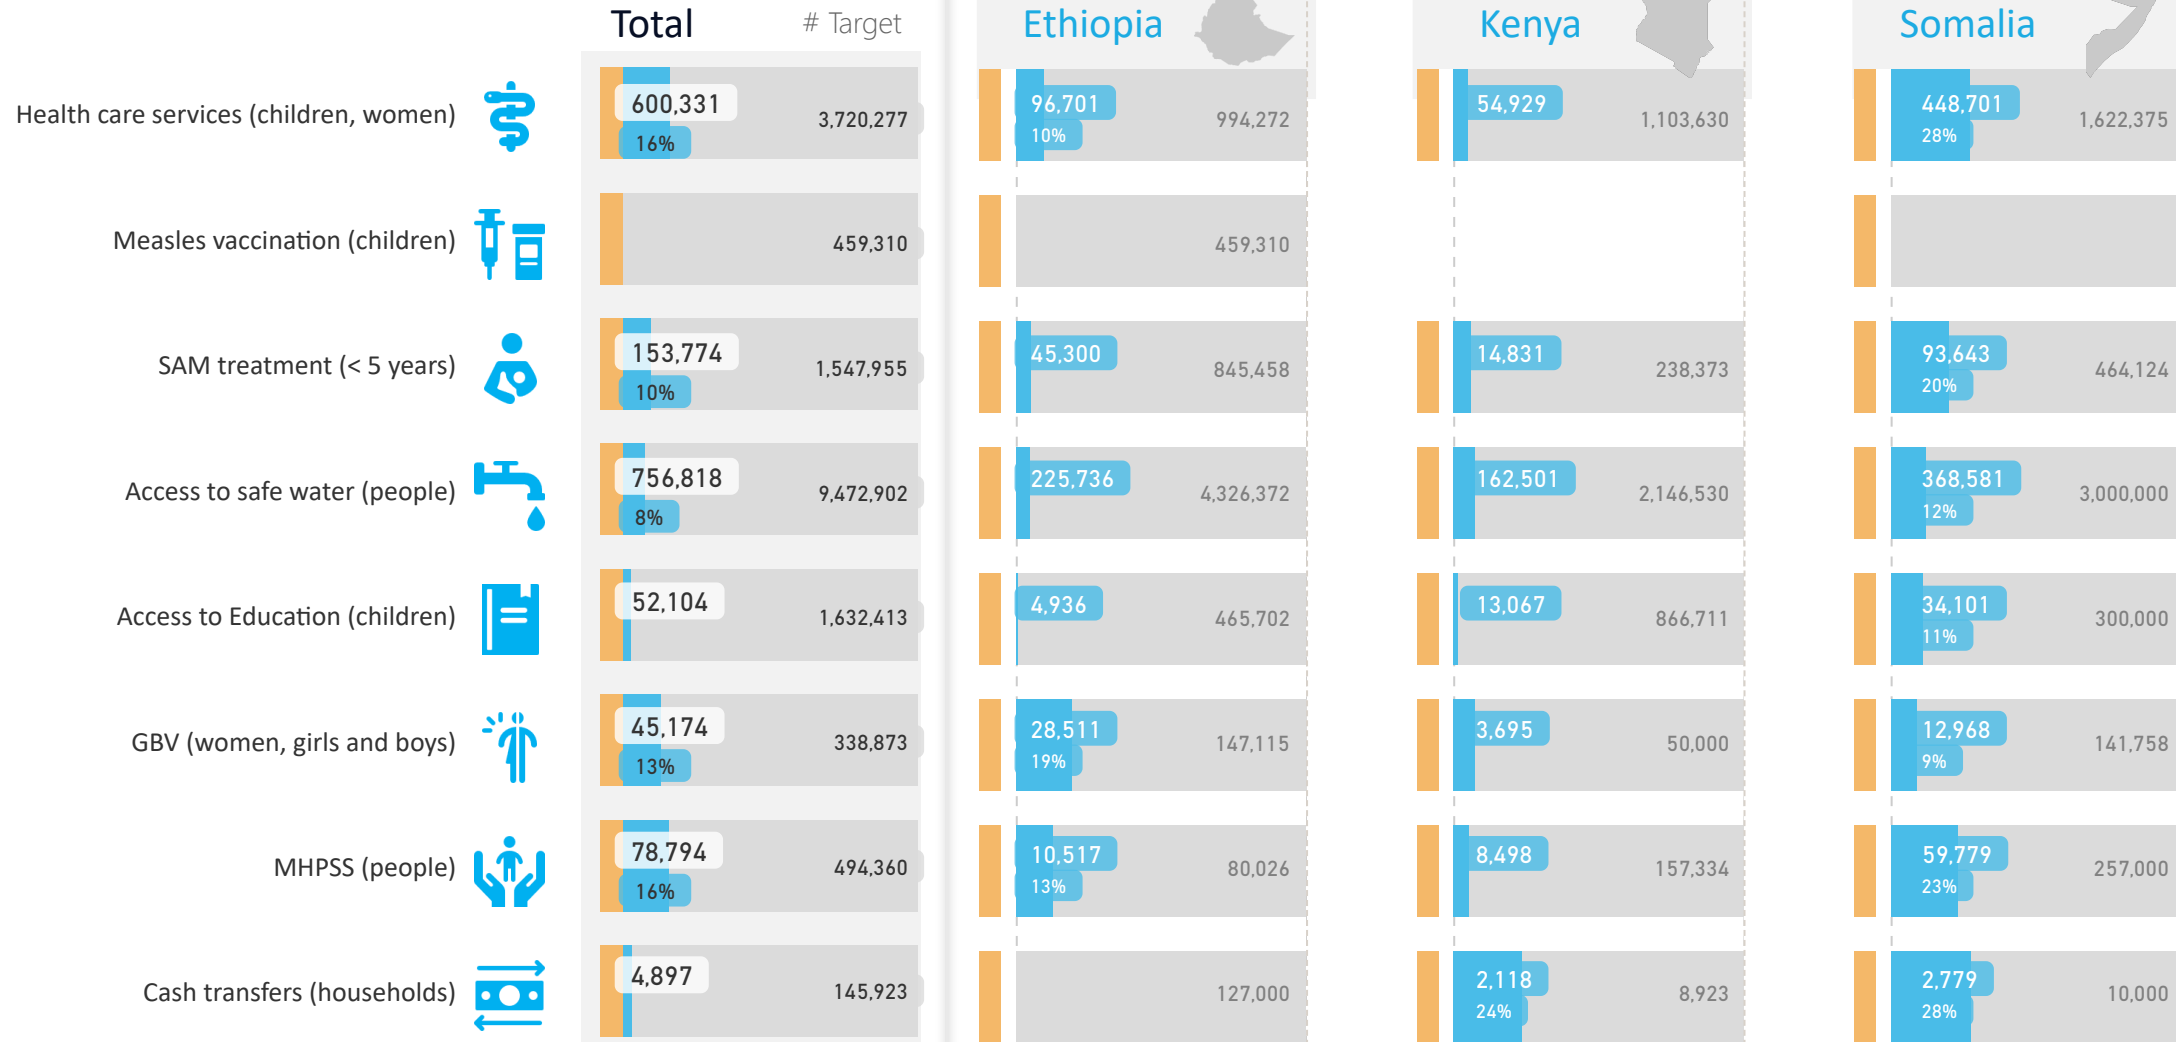 Total # Target Ethiopia Kenya Somalia
Health care services (children, women) 600,331 16% 3,720,277 96,701 10% 994,272 54,929 1,103,630 448,701 28% 1,622,375
Measles vaccination (children) 459,310 459,310
SAM treatment (< 5 years) 153,774 10% 1,547,955 45,300 845,458 14,831 238,373 93,643 20% 464,124
Access to safe water (people) 756,818 8% 9,472,902 225,736 4,326,372 162,501 2,146,530 368,581 12% 3,000,000
Access to Education (children) 52,104 1,632,413 4,936 465,702 13,067 866,711 34,101 11% 300,000
GBV (women, girls and boys) 45,174 13% 338,873 28,511 19% 147,115 3,695 50,000 12,968 9% 141,758
MHPSS (people) 78,794 16% 494,360 10,517 13% 80,026 8,498 157,334 59,779 23% 257,000
Cash transfers (households) 4,897 145,923 127,000 2,118 24% 8,923 2,779 28% 10,000